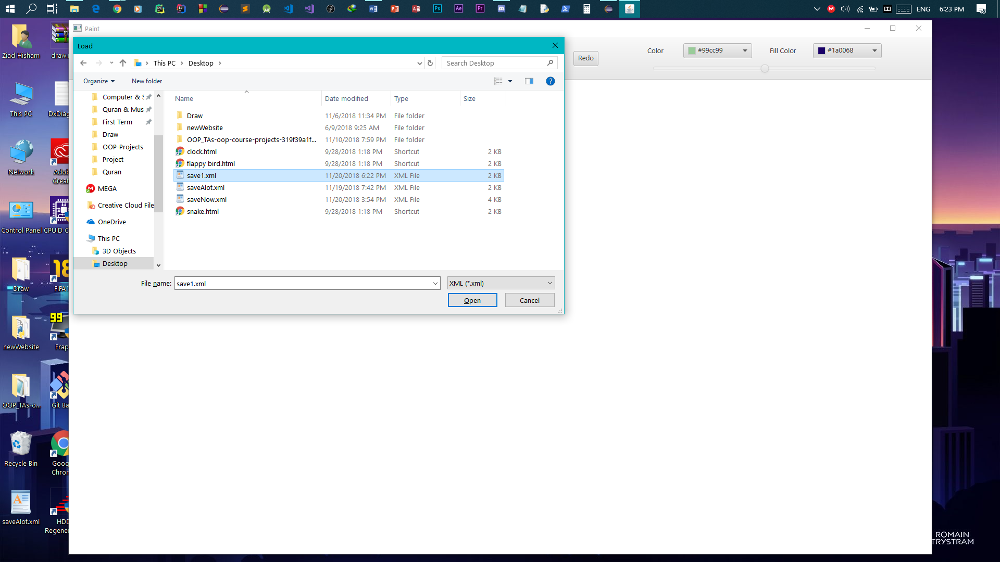 ENG 6:23 PM
Paint
Load
This PC Desktop
Search Desktop
Redo
Color #99cc99 Fill Color #1a0068
Organize New folder
Name Date modified Type Size
Computer & S
Quran & Mus
First Term
Draw
OOP-Projects
Project
Quran
MEGA
Creative Cloud File
OneDrive
This PC
3D Objects
Desktop
Draw 11/6/2018 11:34 PM File folder
newWebsite 6/9/2018 9:25 AM File folder
OOP_TAs-oop-course-projects-319f39a1f... 11/10/2018 7:59 PM File folder
clock.html 9/28/2018 1:18 PM Shortcut 2 KB
flappy bird.html 9/28/2018 1:18 PM Shortcut 2 KB
save1.xml 11/20/2018 6:22 PM XML File 2 KB
saveAlot.xml 11/19/2018 7:42 PM XML File 2 KB
saveNow.xml 11/20/2018 3:54 PM XML File 4 KB
snake.html 9/28/2018 1:18 PM Shortcut 2 KB
File name: save1.xml XML (*.xml)
Open Cancel
Ziad Hisham draw.
This PC DxDiag
Network Adob
Creat
Control Panel CPUID C
Draw FIFA
18
99
newWebsite Frap
OOP_TAs-o... Git Ba
Recycle Bin Goog
Chron
saveAlot.xml HDD
Regener
ROMAIN
TRYSTRAM